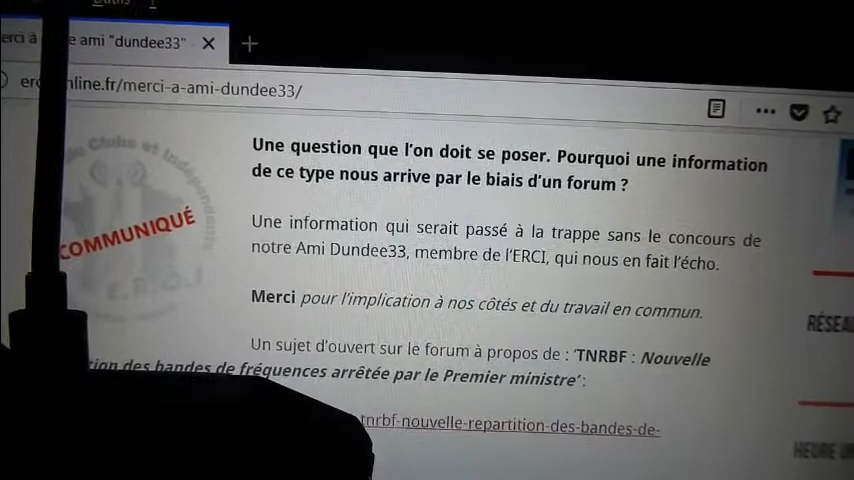 ami "dundee33"
nline.fr/merci-a-ami-dundee33/
Une question que l'on doit se poser. Pourquoi une information
de ce type nous arrive par le biais d'un forum ?
COMMUNIQUÉ
Une information qui serait passé à la trappe sans le concours de
notre Ami Dundee33, membre de l'ERCI, qui nous en fait l'écho.
E.R.C.I
Merci pour l'implication à nos côtés et du travail en commun.
RÉSEAU
Un sujet d'ouvert sur le forum à propos de : 'TNRBF : Nouvelle
tion des bandes de fréquences arrêtée par le Premier ministre' :
tnrbf-nouvelle-repartition-des-bandes-de-
HEURE